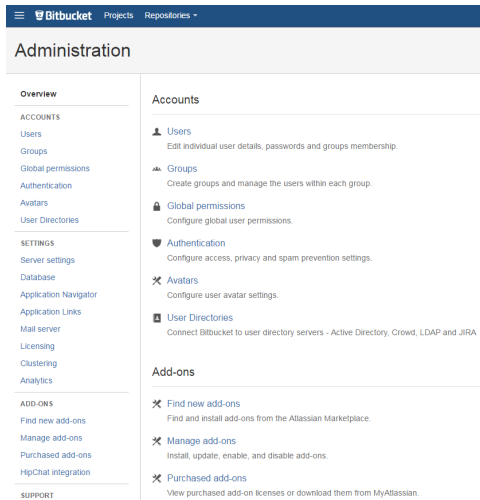 Bitbucket Projects Repositories
Administration
Overview
ACCOUNTS
Users
Groups
Global permissions
Authentication
Avatars
User Directories
SETTINGS
Server settings
Database
Application Navigator
Application Links
Mail server
Licensing
Clustering
Analytics
ADD-ONS
Find new add-ons
Manage add-ons
Purchased add-ons
HipChat integration
SUPPORT
Accounts
Users
Edit individual user details, passwords and groups membership.
Groups
Create groups and manage the users within each group.
Global permissions
Configure global user permissions.
Authentication
Configure access, privacy and spam prevention settings.
Avatars
Configure user avatar settings.
User Directories
Connect Bitbucket to user directory servers - Active Directory, Crowd, LDAP and JIRA
Add-ons
Find new add-ons
Find and install add-ons from the Atlassian Marketplace.
Manage add-ons
Install, update, enable, and disable add-ons.
Purchased add-ons
View purchased add-on licenses or download them from MyAtlassian.